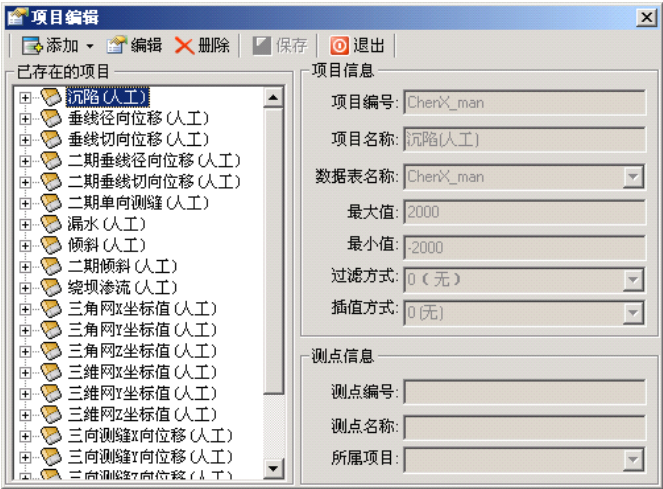 项目编辑
添加 编辑 删除 保存 退出
已存在的项目
沉陷(人工)
垂线径向位移(人工)
垂线切向位移(人工)
二期垂线径向位移(人工)
二期垂线切向位移(人工)
二期单向测缝(人工)
漏水(人工)
倾斜(人工)
二期倾斜(人工)
绕坝渗流(人工)
三角网X坐标值(人工)
三角网Y坐标值(人工)
三角网Z坐标值(人工)
三维网X坐标值(人工)
三维网Y坐标值(人工)
三维网Z坐标值(人工)
三向测缝X向位移(人工)
三向测缝Y向位移(人工)
三向测缝Z向位移(人工)
项目信息
项目编号: ChenX_man
项目名称: 沉陷(人工)
数据表名称: ChenX_man
最大值: 2000
最小值: -2000
过滤方式: 0（无）
插值方式: 0(无)
测点信息
测点编号:
测点名称:
所属项目: